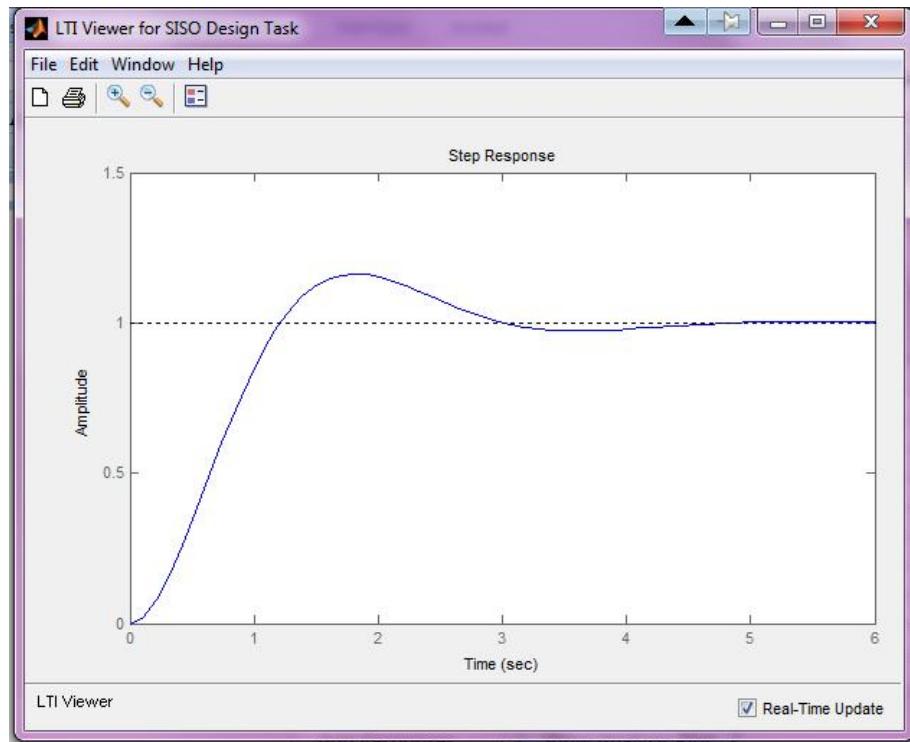 LTI Viewer for SISO Design Task
File Edit Window Help
Step Response
1.5
1
0.5
0
Amplitude
0 1 2 3 4 5 6
Time (sec)
LTI Viewer
Real-Time Update